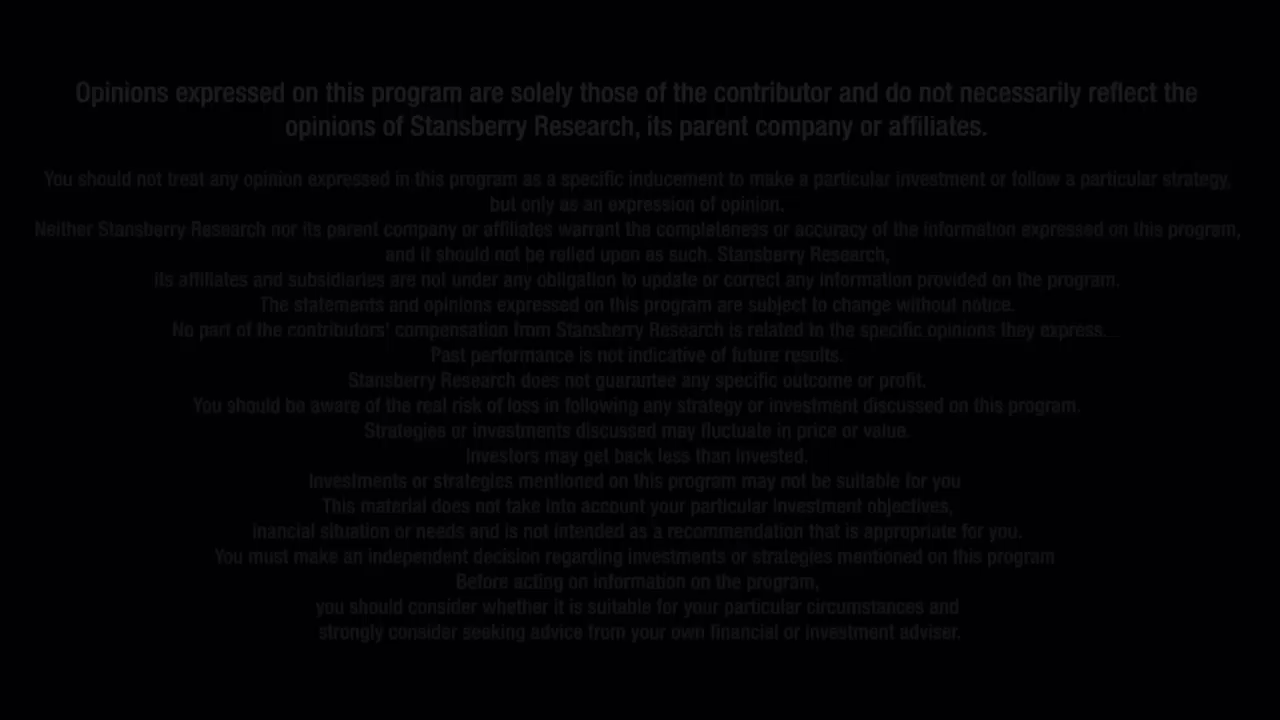 Opinions expressed on this program are solely those of the contributor and do not necessarily reflect the
opinions of Stansberry Research, its parent company or affiliates.
You should not treat any opinion expressed in this program as a specific inducement to make a particular investment or follow a particular strategy,
but only as an expression of opinion.
Neither Stansberry Research nor its parent company or affiliates warrant the completeness or accuracy of the information expressed on this program,
and it should not be relied upon as such. Stansberry Research,
its affiliates and subsidiaries are not under any obligation to update or correct any information provided on the program.
The statements and opinions expressed on this program are subject to change without notice.
No part of the contributors' compensation from Stansberry Research is related to the specific opinions they express.
Past performance is not indicative of future results.
Stansberry Research does not guarantee any specific outcome or profit.
You should be aware of the real risk of loss in following any strategy or investment discussed on this program.
Strategies or investments discussed may fluctuate in price or value.
Investors may get back less than invested.
Investments or strategies mentioned on this program may not be suitable for you
This material does not take into account your particular investment objectives,
inancial situation or needs and is not intended as a recommendation that is appropriate for you.
You must make an independent decision regarding investments or strategies mentioned on this program
Before acting on information on the program,
you should consider whether it is suitable for your particular circumstances and
strongly consider seeking advice from your own financial or investment adviser.